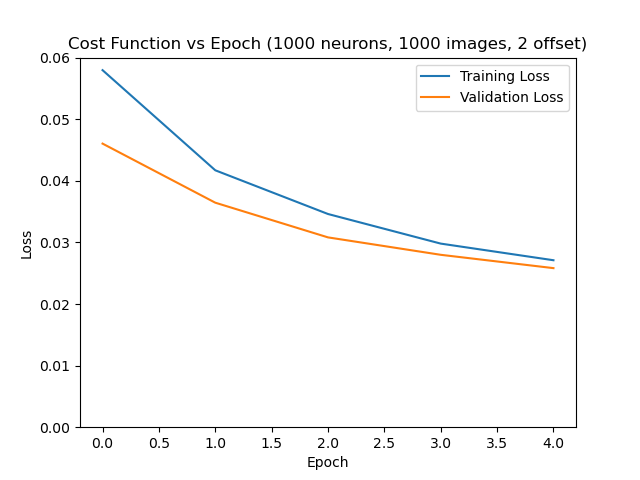 Cost Function vs Epoch (1000 neurons, 1000 images, 2 offset)
Training Loss
Validation Loss
0.06
0.05
0.04
0.03
0.02
0.01
0.00
Loss
0.0 0.5 1.0 1.5 2.0 2.5 3.0 3.5 4.0
Epoch